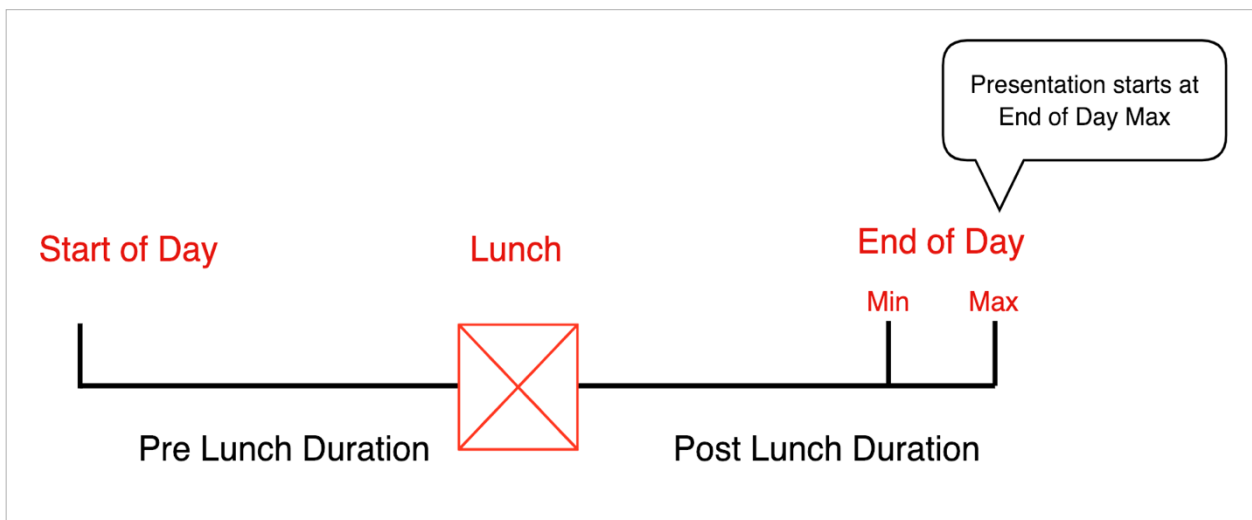 Presentation starts at
End of Day Max
Start of Day
Lunch
End of Day
Min
Max
Pre Lunch Duration
Post Lunch Duration